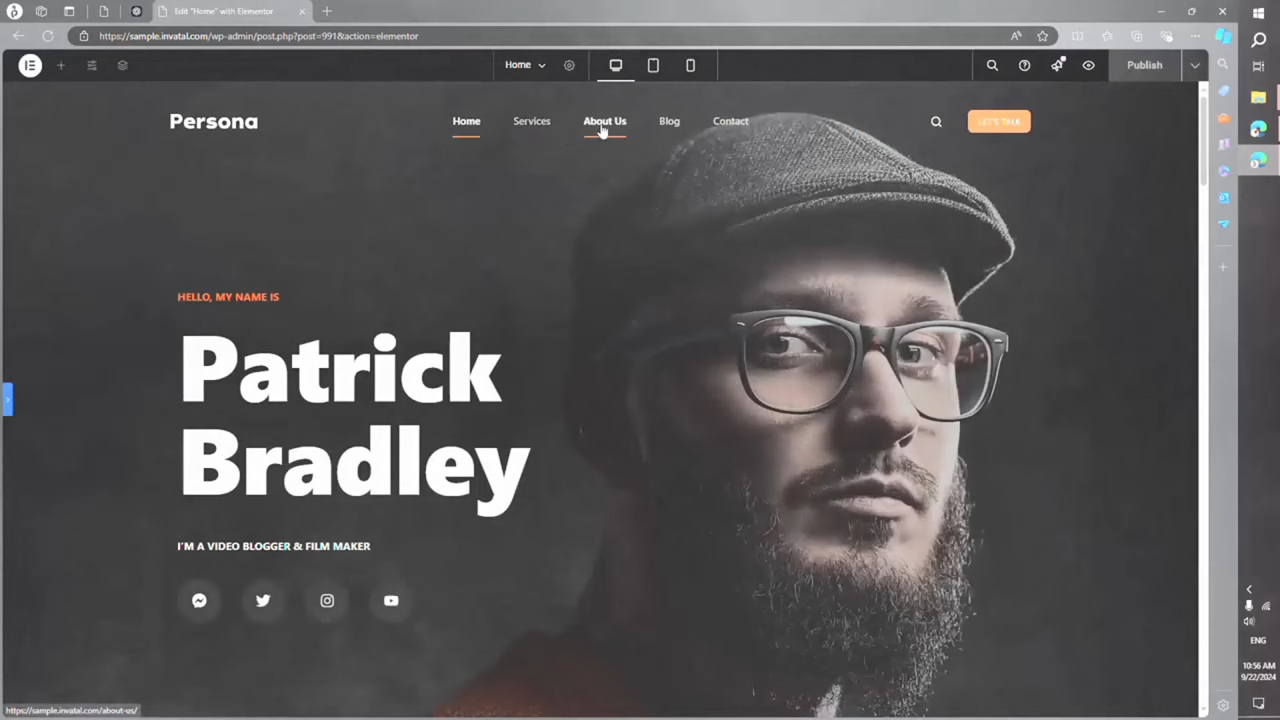 Edit "Home" with Elementor
https://sample.invatal.com/wp-admin/post.php?post=991&action=elementor
Home
Publish
Persona
Home Services About Us Blog Contact
LET'S TALK
HELLO, MY NAME IS
Patrick
Bradley
I'M A VIDEO BLOGGER & FILM MAKER
https://sample.invatal.com/about-us/
ENG
10:56 AM
9/22/2024